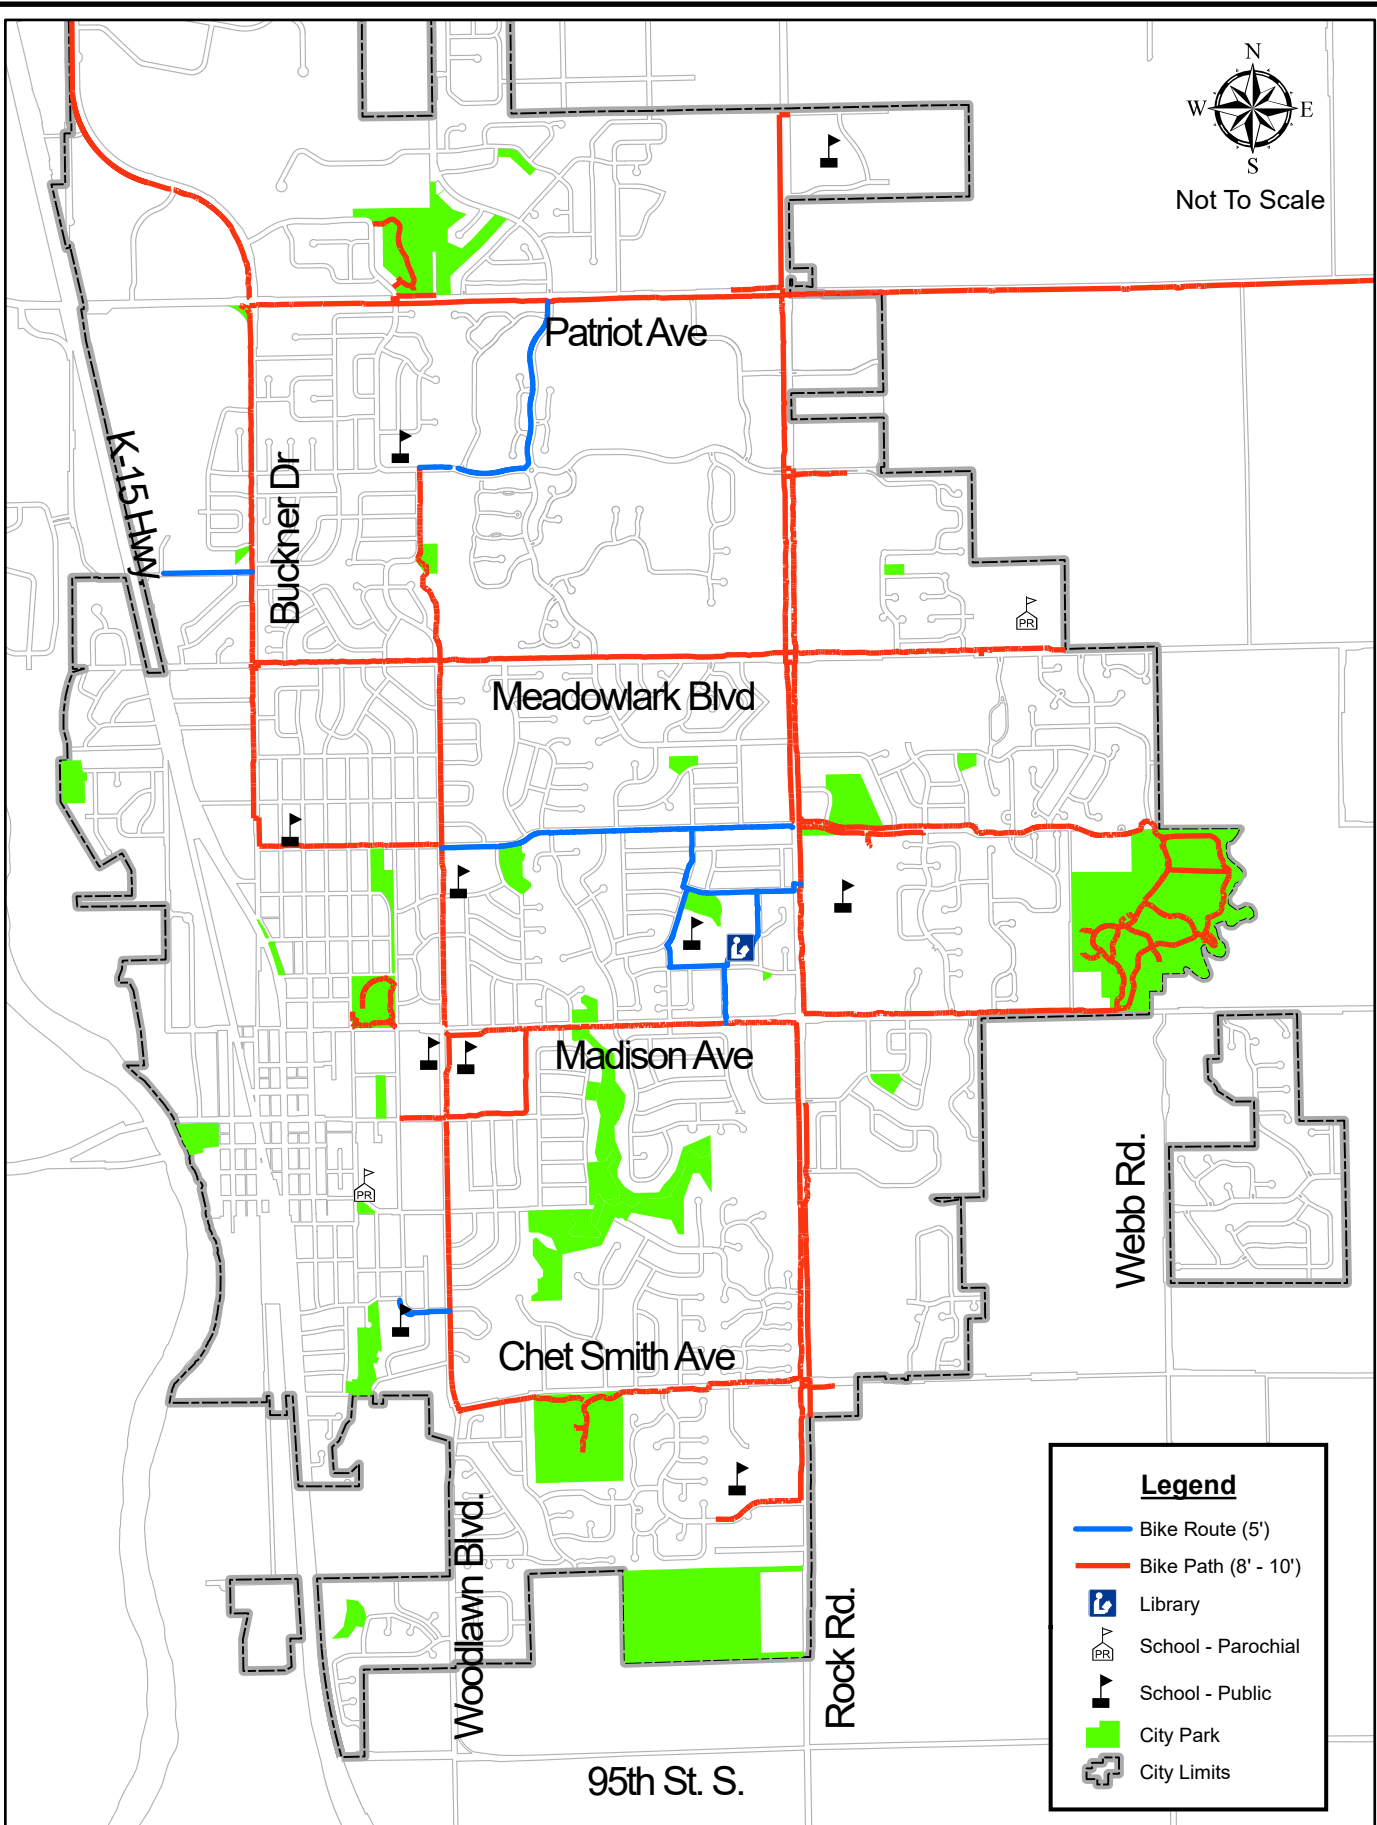 N
W E
S
Not To Scale
Patriot Ave
K-15 Hwy
Buckner Dr
PR
Meadowlark Blvd
Madison Ave
PR
Webb Rd.
Chet Smith Ave
Woodlawn Blvd.
Rock Rd.
95th St. S.
Legend
Bike Route (5')
Bike Path (8' - 10')
Library
PR School - Parochial
School - Public
City Park
City Limits